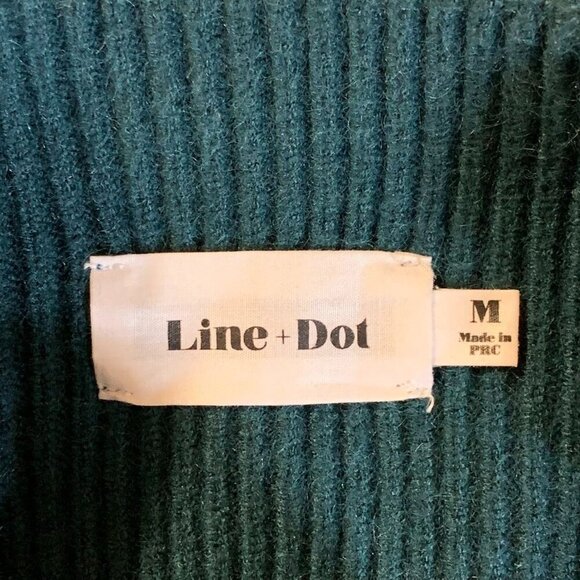 Line + Dot
M
Made in
PRC